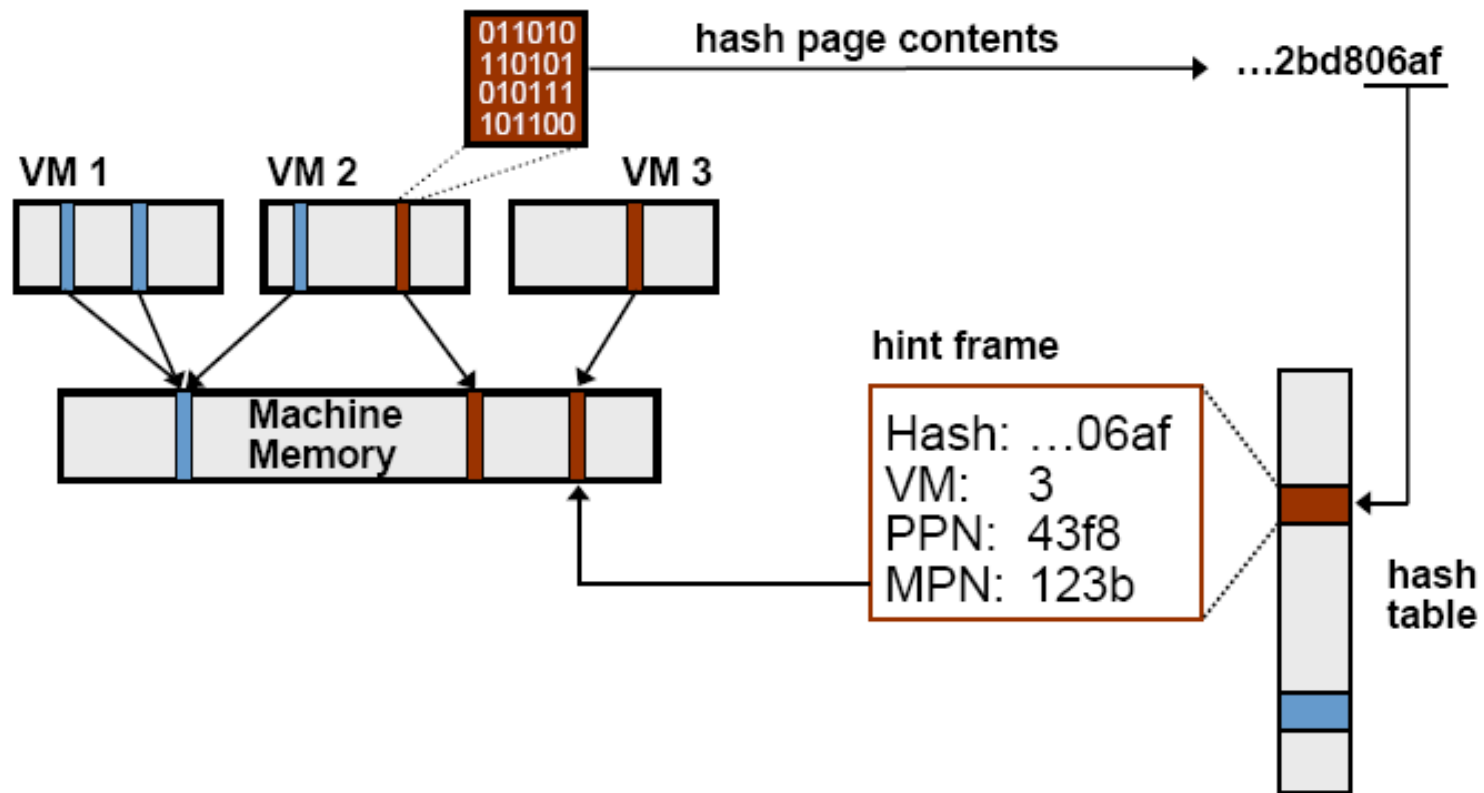 011010
110101
010111
101100
hash page contents
...2bd806af
VM 1
VM 2
VM 3
Machine
Memory
hint frame
Hash: ...06af
VM: 3
PPN: 43f8
MPN: 123b
hash
table